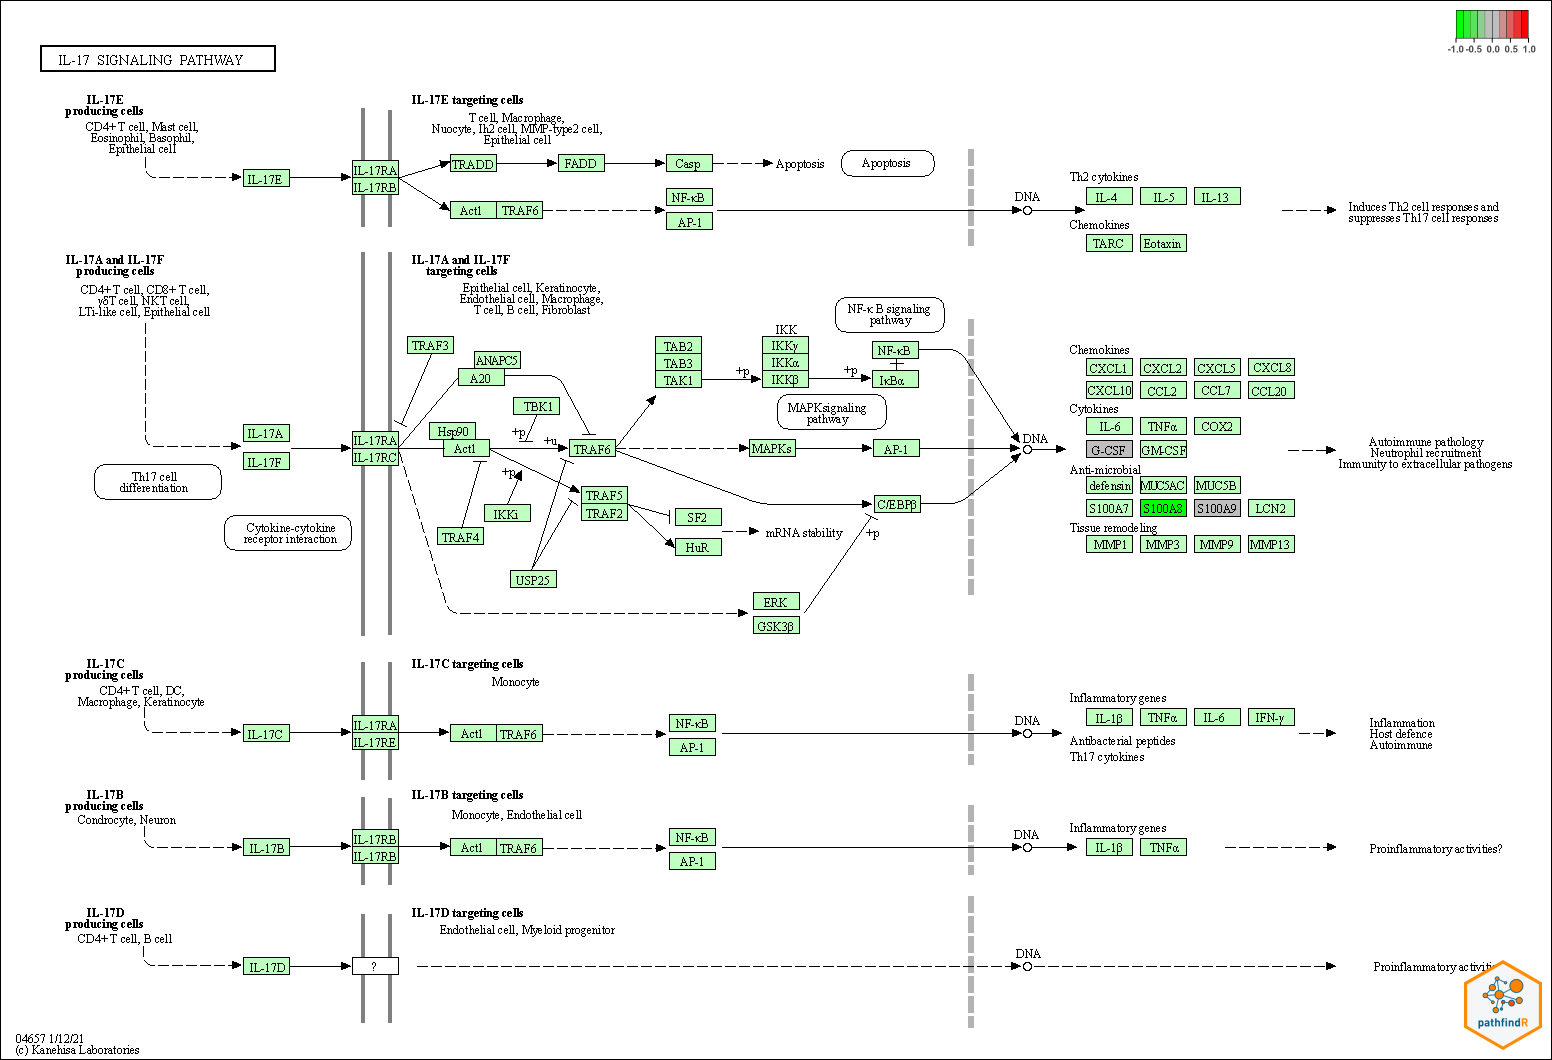 -1.0 -0.5 0.0 0.5 1.0
IL-17 SIGNALING PATHWAY
IL-17E
producing cells
CD4+ T cell, Mast cell,
Eosinophil, Basophil,
Epithelial cell
IL-17E
IL-17RA
IL-17RB
IL-17E targeting cells
T cell, Macrophage,
Nuocyte, Ih2 cell, MMP-type2 cell,
Epithelial cell
TRADD
FADD
Casp
Apoptosis
Apoptosis
Act1
TRAF6
NF-κB
AP-1
DNA
Th2 cytokines
IL-4
IL-5
IL-13
Chemokines
TARC
Eotaxin
Induces Th2 cell responses and
suppresses Th17 cell responses
IL-17A and IL-17F
producing cells
CD4+ T cell, CD8+ T cell,
γδT cell, NKT cell,
LTi-like cell, Epithelial cell
IL-17A
IL-17F
Th17 cell
differentiation
Cytokine-cytokine
receptor interaction
IL-17RA
IL-17RC
IL-17A and IL-17F
targeting cells
Epithelial cell, Keratinocyte,
Endothelial cell, Macrophage,
T cell, B cell, Fibroblast
TRAF3
ANAPC5
A20
TBK1
Hsp90
Act1
+p
+u
+p
TRAF6
IKKi
TRAF4
USP25
TRAF5
TRAF2
SF2
HuR
mRNA stability
TAB2
TAB3
TAK1
+p
IKK
IKKγ
IKKα
IKKβ
+p
NF-κ B signaling
pathway
NF-κB
IκBα
MAPK signaling
pathway
MAPKs
AP-1
C/EBPβ
+p
ERK
GSK3β
DNA
Chemokines
CXCL1
CXCL2
CXCL5
CXCL8
CXCL10
CCL2
CCL7
CCL20
Cytokines
IL-6
TNFα
COX2
G-CSF
GM-CSF
Anti-microbial
defensin
MUC5AC
MUC5B
S100A7
S100A8
S100A9
LCN2
Tissue remodeling
MMP1
MMP3
MMP9
MMP13
Autoimmune pathology
Neutrophil recruitment
Immunity to extracellular pathogens
IL-17C
producing cells
CD4+ T cell, DC,
Macrophage, Keratinocyte
IL-17C
IL-17RA
IL-17RE
IL-17C targeting cells
Monocyte
Act1
TRAF6
NF-κB
AP-1
DNA
Inflammatory genes
IL-1β
TNFα
IL-6
IFN-γ
Antibacterial peptides
Th17 cytokines
Inflammation
Host defence
Autoimmune
IL-17B
producing cells
Condrocyte, Neuron
IL-17B
IL-17RB
IL-17RB
IL-17B targeting cells
Monocyte, Endothelial cell
Act1
TRAF6
NF-κB
AP-1
DNA
Inflammatory genes
IL-1β
TNFα
Proinflammatory activities?
IL-17D
producing cells
CD4+ T cell, B cell
IL-17D
?
IL-17D targeting cells
Endothelial cell, Myeloid progenitor
DNA
Proinflammatory
pathfindR
04657 1/12/21
(c) Kanehisa Laboratories